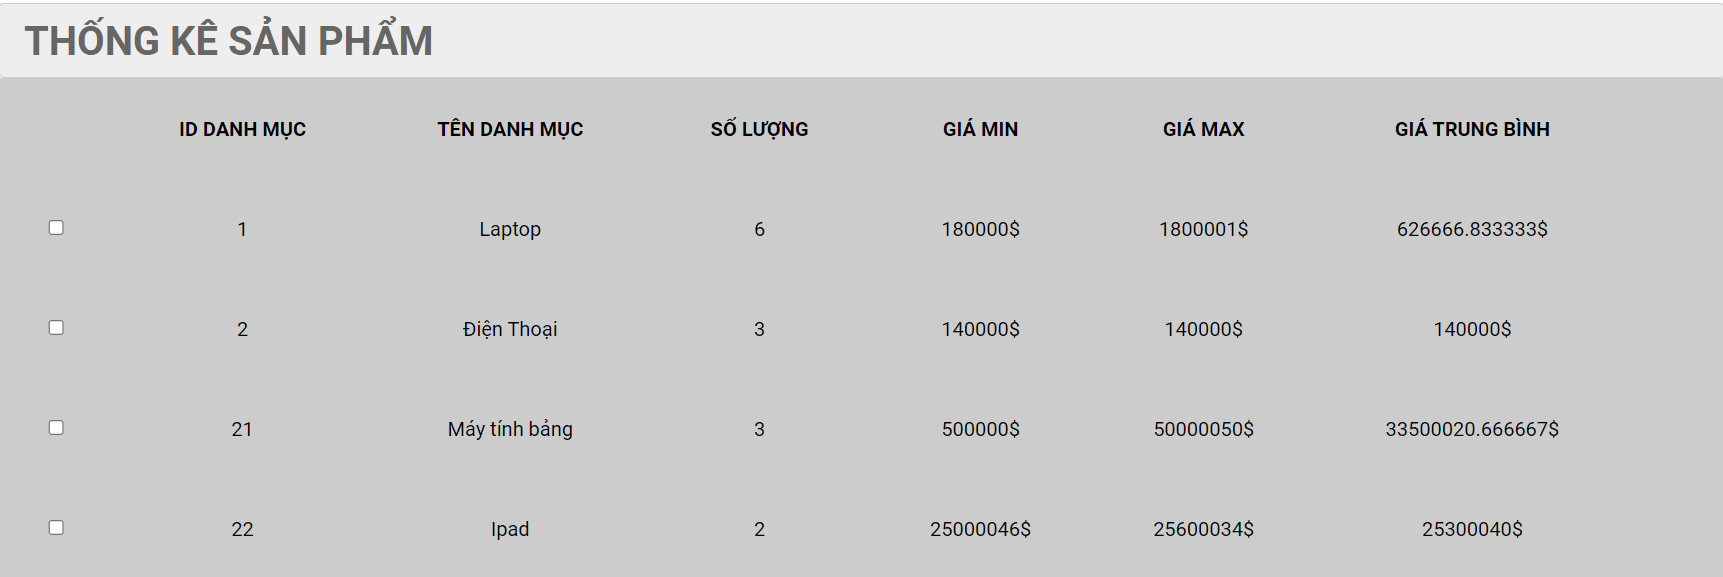 THỐNG KÊ SẢN PHẨM
ID DANH MỤC TÊN DANH MỤC SỐ LƯỢNG GIÁ MIN GIÁ MAX GIÁ TRUNG BÌNH
1 Laptop 6 180000$ 1800001$ 626666.833333$
2 Điện Thoại 3 140000$ 140000$ 140000$
21 Máy tính bảng 3 500000$ 50000050$ 33500020.666667$
22 Ipad 2 25000046$ 25600034$ 25300040$